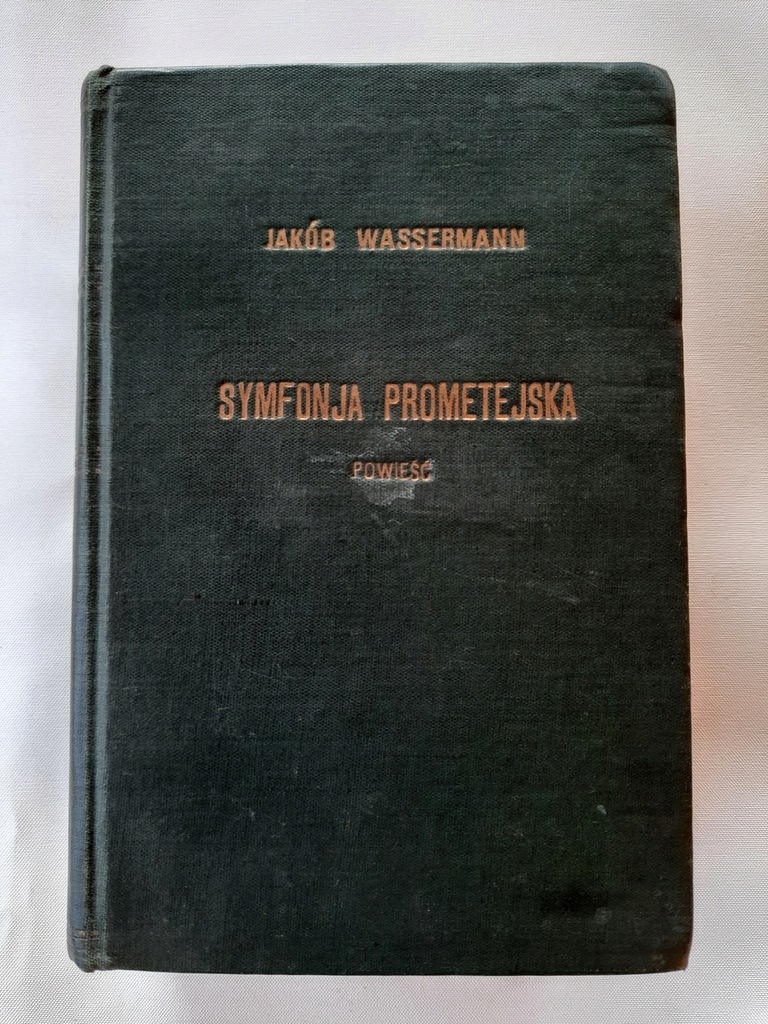 JAKÓB WASSERMANN
SYMFONJA PROMETEJSKA
POWIEŚĆ